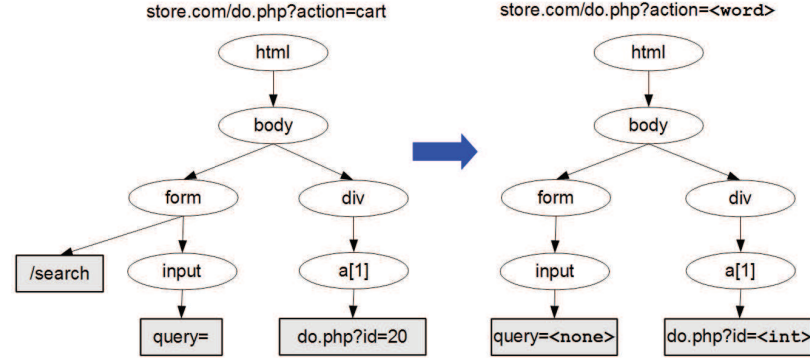 store.com/do.php?action=cart
html
body
form
div
/search
input
a[1]
query=
do.php?id=20
store.com/do.php?action=<word>
html
body
form
div
input
a[1]
query=<none>
do.php?id=<int>